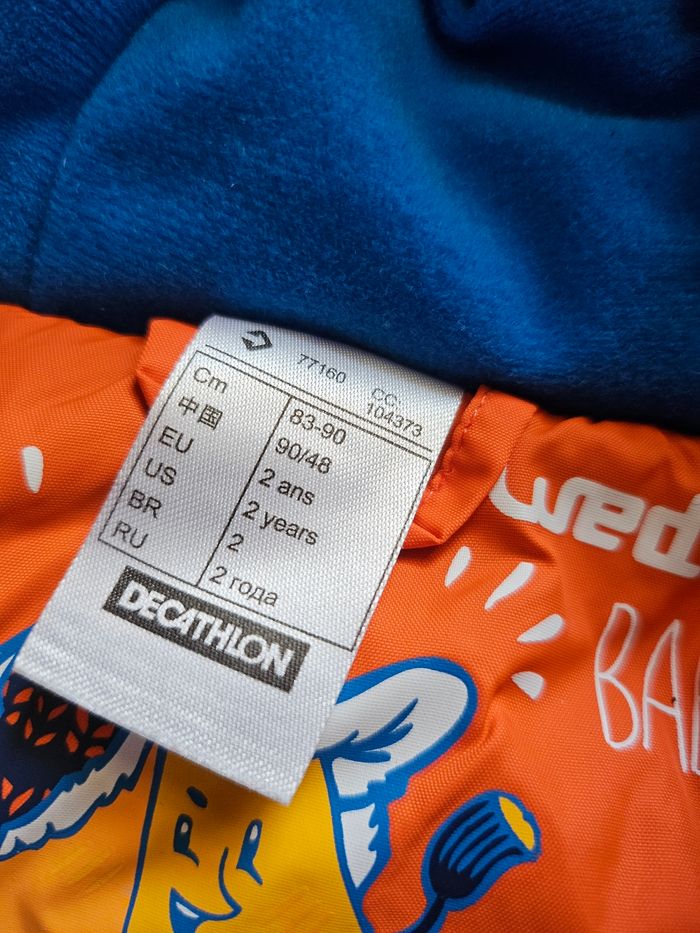 77160 CC.
104373
Cm 83-90
中国 90/48
EU 2 ans
US 2 years
BR 2
RU 2 года
DECATHLON
BA